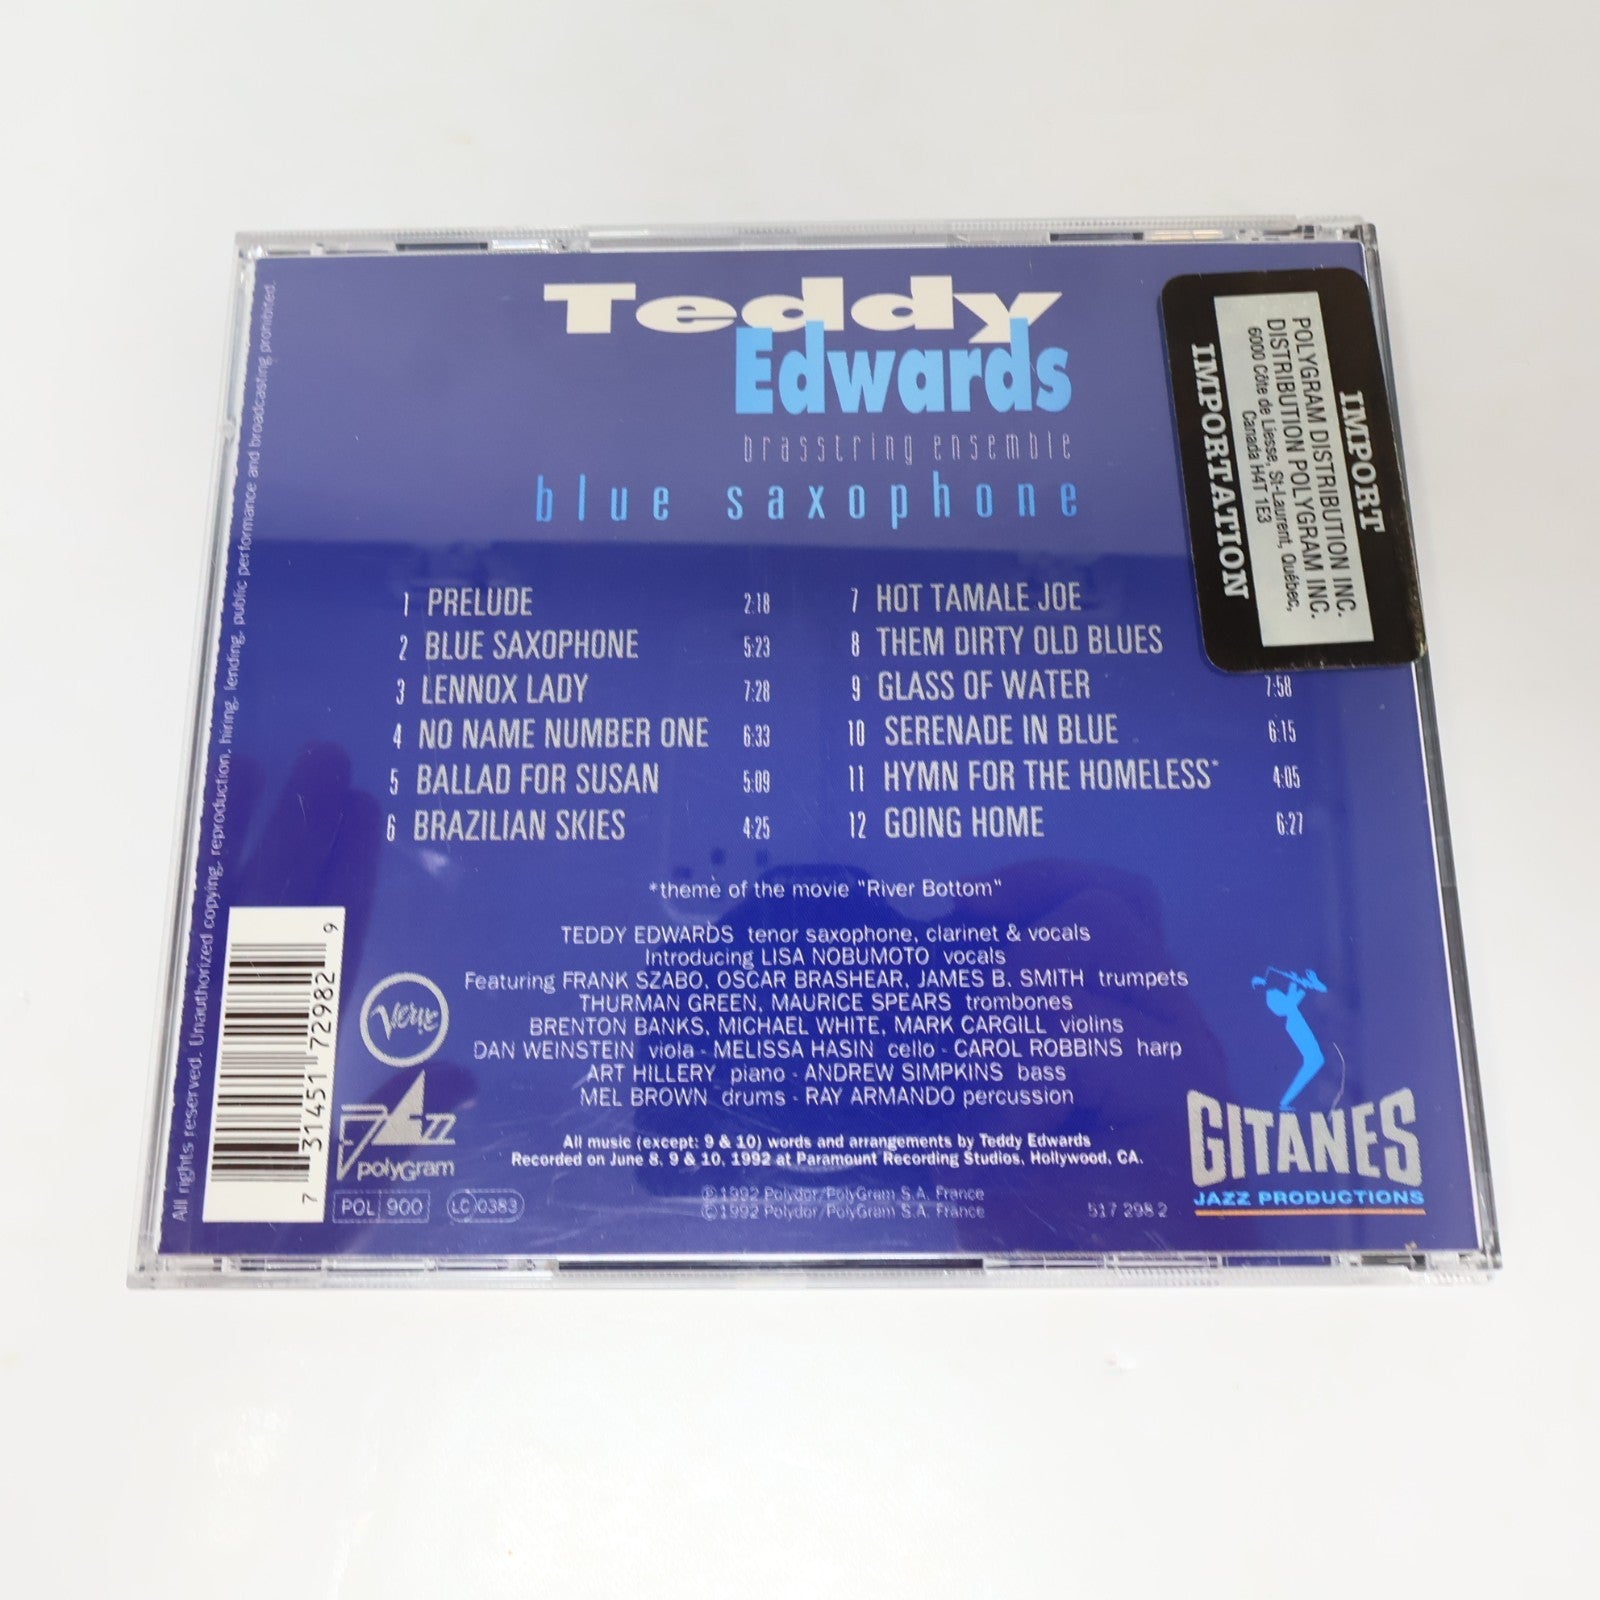 Teddy
Edwards
brasstring ensemble
blue saxophone
1 PRELUDE 2:18
2 BLUE SAXOPHONE 5:23
3 LENNOX LADY 7:28
4 NO NAME NUMBER ONE 6:33
5 BALLAD FOR SUSAN 5:09
6 BRAZILIAN SKIES 4:25
7 HOT TAMALE JOE
8 THEM DIRTY OLD BLUES
9 GLASS OF WATER 7:58
10 SERENADE IN BLUE 6:15
11 HYMN FOR THE HOMELESS* 4:05
12 GOING HOME 6:27
*theme of the movie "River Bottom"
TEDDY EDWARDS tenor saxophone, clarinet & vocals
Introducing LISA NOBUMOTO vocals
Featuring FRANK SZABO, OSCAR BRASHEAR, JAMES B. SMITH trumpets
THURMAN GREEN, MAURICE SPEARS trombones
BRENTON BANKS, MICHAEL WHITE, MARK CARGILL violins
DAN WEINSTEIN viola - MELISSA HASIN cello - CAROL ROBBINS harp
ART HILLERY piano - ANDREW SIMPKINS bass
MEL BROWN drums - RAY ARMANDO percussion
All music (except: 9 & 10) words and arrangements by Teddy Edwards
Recorded on June 8, 9 & 10, 1992 at Paramount Recording Studios, Hollywood, CA.
℗ 1992 Polydor/PolyGram S.A. France
© 1992 Polydor/PolyGram S.A. France
517 298 2
Verve
JAZZ
polygram
POL 900
LC 0383
GITANES
JAZZ PRODUCTIONS
7 31451 72982 9
All rights reserved. Unauthorized copying, reproduction, hiring, lending, public performance and broadcasting prohibited.
IMPORT
POLYGRAM DISTRIBUTION INC.
DISTRIBUTION POLYGRAM INC.
6000 Côte de Liesse, St-Laurent, Québec,
Canada H4T 1E3
IMPORTATION